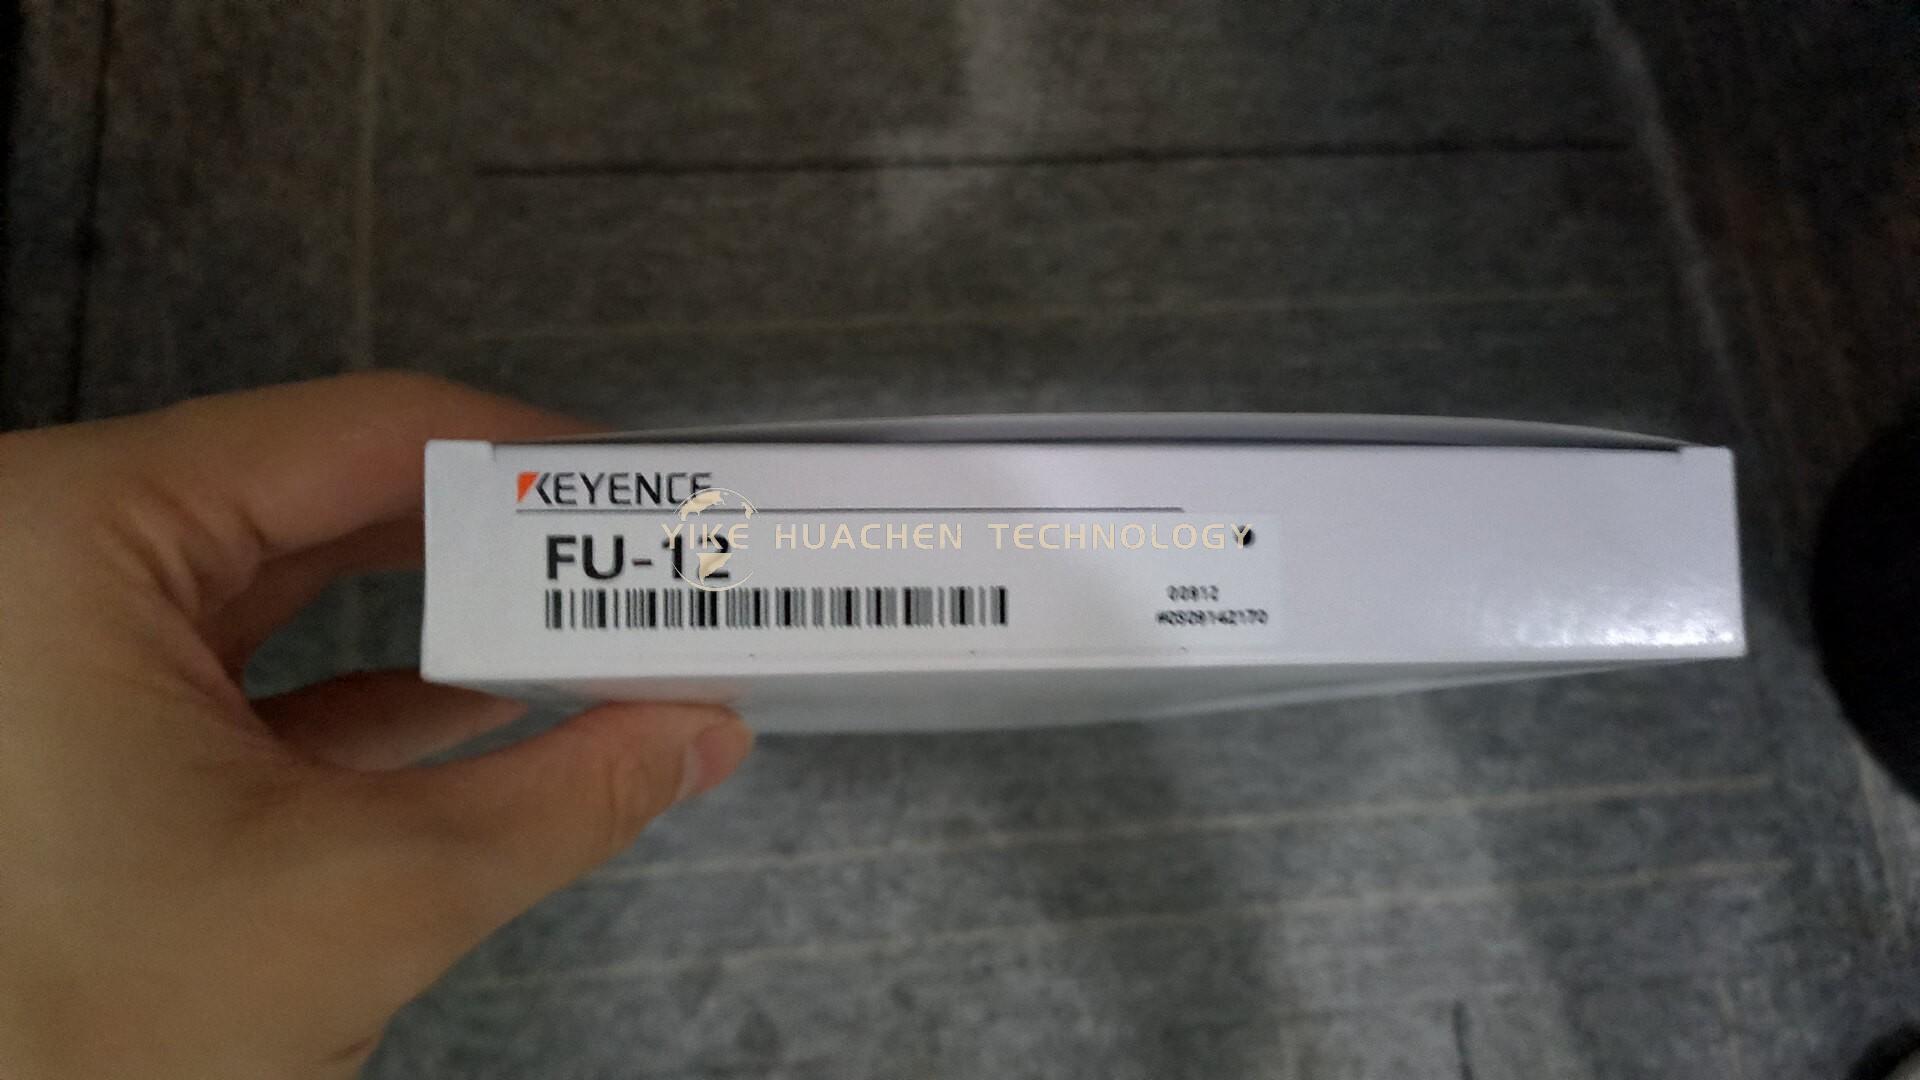 KEYENCE
YIKE HUACHEN TECHNOLOGY
FU-12
00812